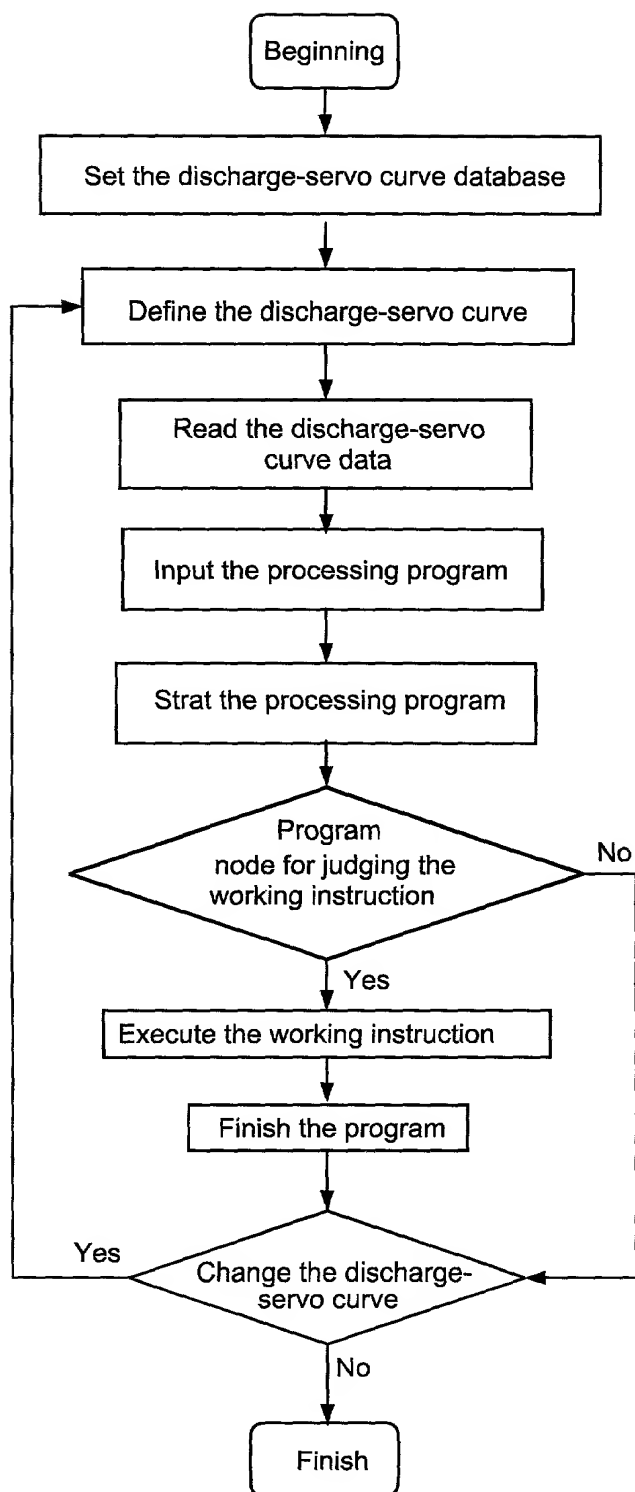 Beginning
Set the discharge-servo curve database
Define the discharge-servo curve
Read the discharge-servo
curve data
Input the processing program
Strat the processing program
Program
node for judging the
working instruction
No
Yes
Execute the working instruction
Finish the program
Yes
Change the discharge-
servo curve
No
Finish